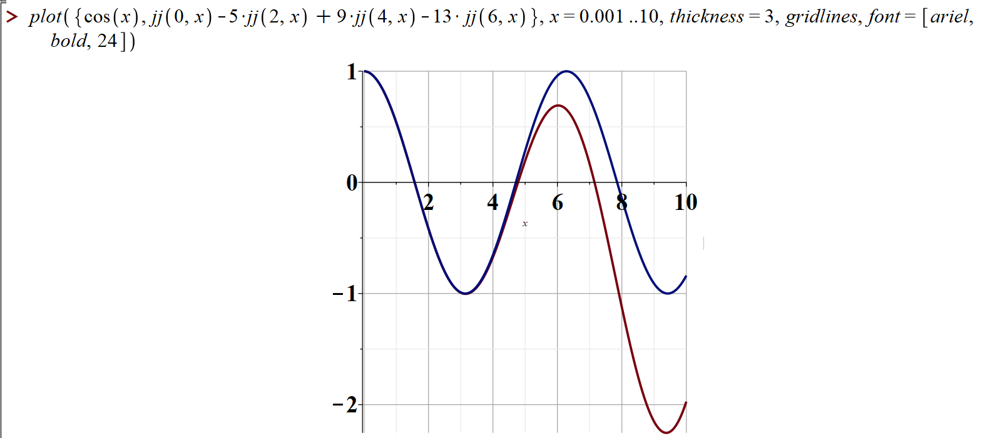 > plot({cos(x), jj(0, x) −5·jj(2, x) + 9·jj(4, x) −13· jj(6, x)}, x = 0.001 ..10, thickness = 3, gridlines, font = [ariel,
bold, 24])
1
0
2 4 6 8 10
x
−1
−2